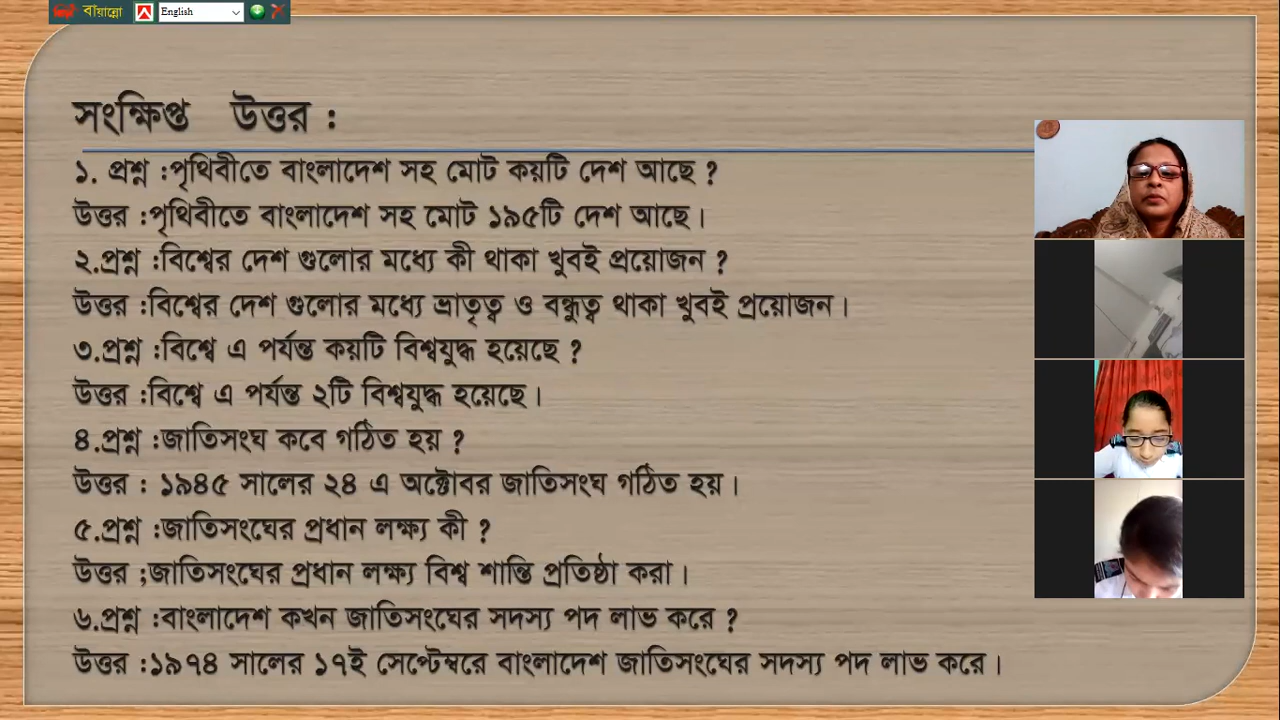 বায়ান্নো English
সংক্ষিপ্ত উত্তর :
১. প্রশ্ন :পৃথিবীতে বাংলাদেশ সহ মোট কয়টি দেশ আছে ?
উত্তর :পৃথিবীতে বাংলাদেশ সহ মোট ১৯৫টি দেশ আছে।
২.প্রশ্ন :বিশ্বের দেশ গুলোর মধ্যে কী থাকা খুবই প্রয়োজন ?
উত্তর :বিশ্বের দেশ গুলোর মধ্যে ভ্রাতৃত্ব ও বন্ধুত্ব থাকা খুবই প্রয়োজন।
৩.প্রশ্ন :বিশ্বে এ পর্যন্ত কয়টি বিশ্বযুদ্ধ হয়েছে ?
উত্তর :বিশ্বে এ পর্যন্ত ২টি বিশ্বযুদ্ধ হয়েছে।
৪.প্রশ্ন :জাতিসংঘ কবে গঠিত হয় ?
উত্তর : ১৯৪৫ সালের ২৪ এ অক্টোবর জাতিসংঘ গঠিত হয়।
৫.প্রশ্ন :জাতিসংঘের প্রধান লক্ষ্য কী ?
উত্তর ;জাতিসংঘের প্রধান লক্ষ্য বিশ্ব শান্তি প্রতিষ্ঠা করা।
৬.প্রশ্ন :বাংলাদেশ কখন জাতিসংঘের সদস্য পদ লাভ করে ?
উত্তর :১৯৭৪ সালের ১৭ই সেপ্টেম্বরে বাংলাদেশ জাতিসংঘের সদস্য পদ লাভ করে।